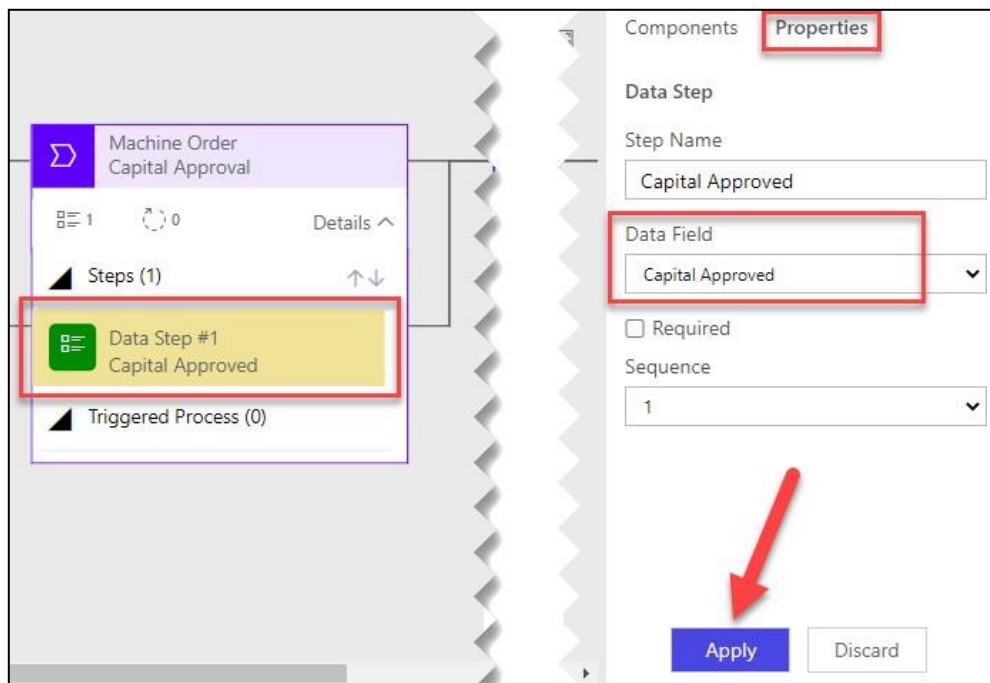 Machine Order
Capital Approval
1
0
Details
Steps (1)
Data Step #1
Capital Approved
Triggered Process (0)
Components Properties
Data Step
Step Name
Capital Approved
Data Field
Capital Approved
Required
Sequence
1
Apply Discard